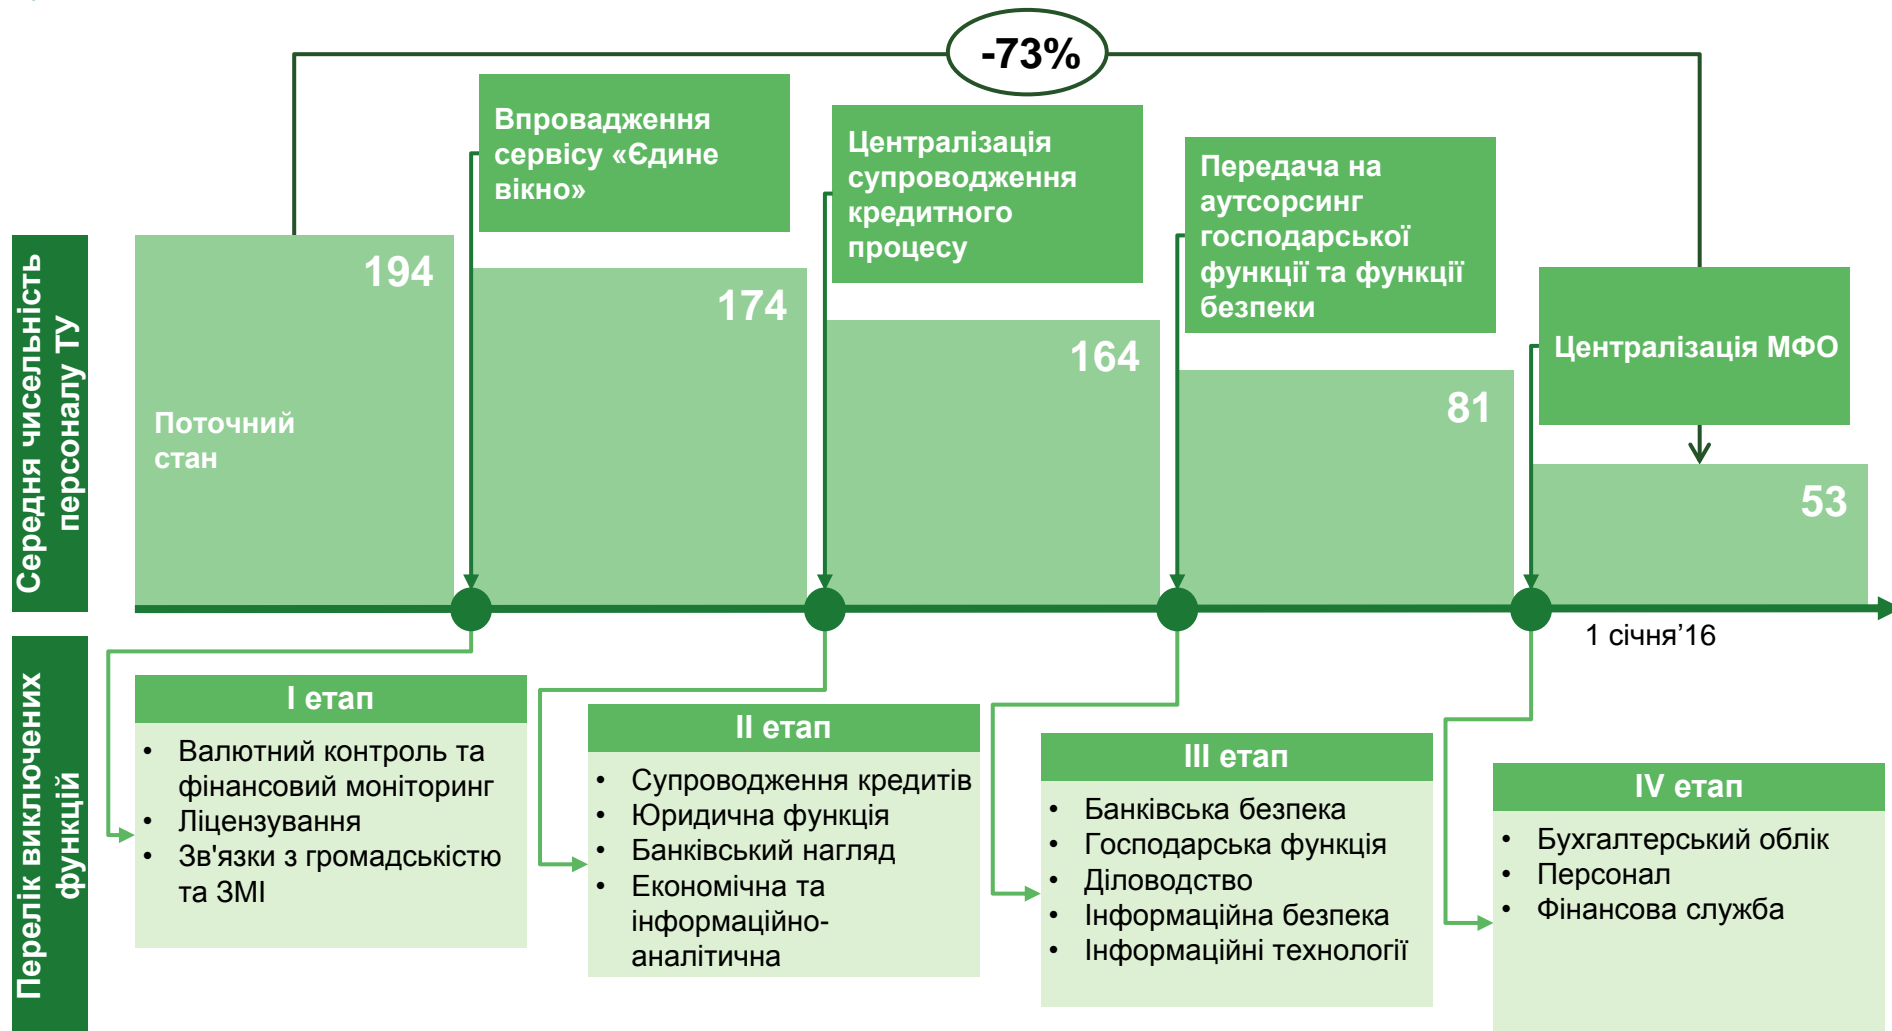 -73%
Впровадження
сервісу «Єдине
вікно»
Централізація
супроводження
кредитного
процесу
Передача на
аутсорсинг
господарської
функції та функції
безпеки
Централізація МФО
Середня чисельність
персоналу ТУ
194
Поточний
стан
174
164
81
53
1 січня’16
Перелік виключених
функцій
I етап
• Валютний контроль та
фінансовий моніторинг
• Ліцензування
• Зв'язки з громадськістю
та ЗМІ
II етап
• Супроводження кредитів
• Юридична функція
• Банківський нагляд
• Економічна та
інформаційно-
аналітична
III етап
• Банківська безпека
• Господарська функція
• Діловодство
• Інформаційна безпека
• Інформаційні технології
IV етап
• Бухгалтерський облік
• Персонал
• Фінансова служба